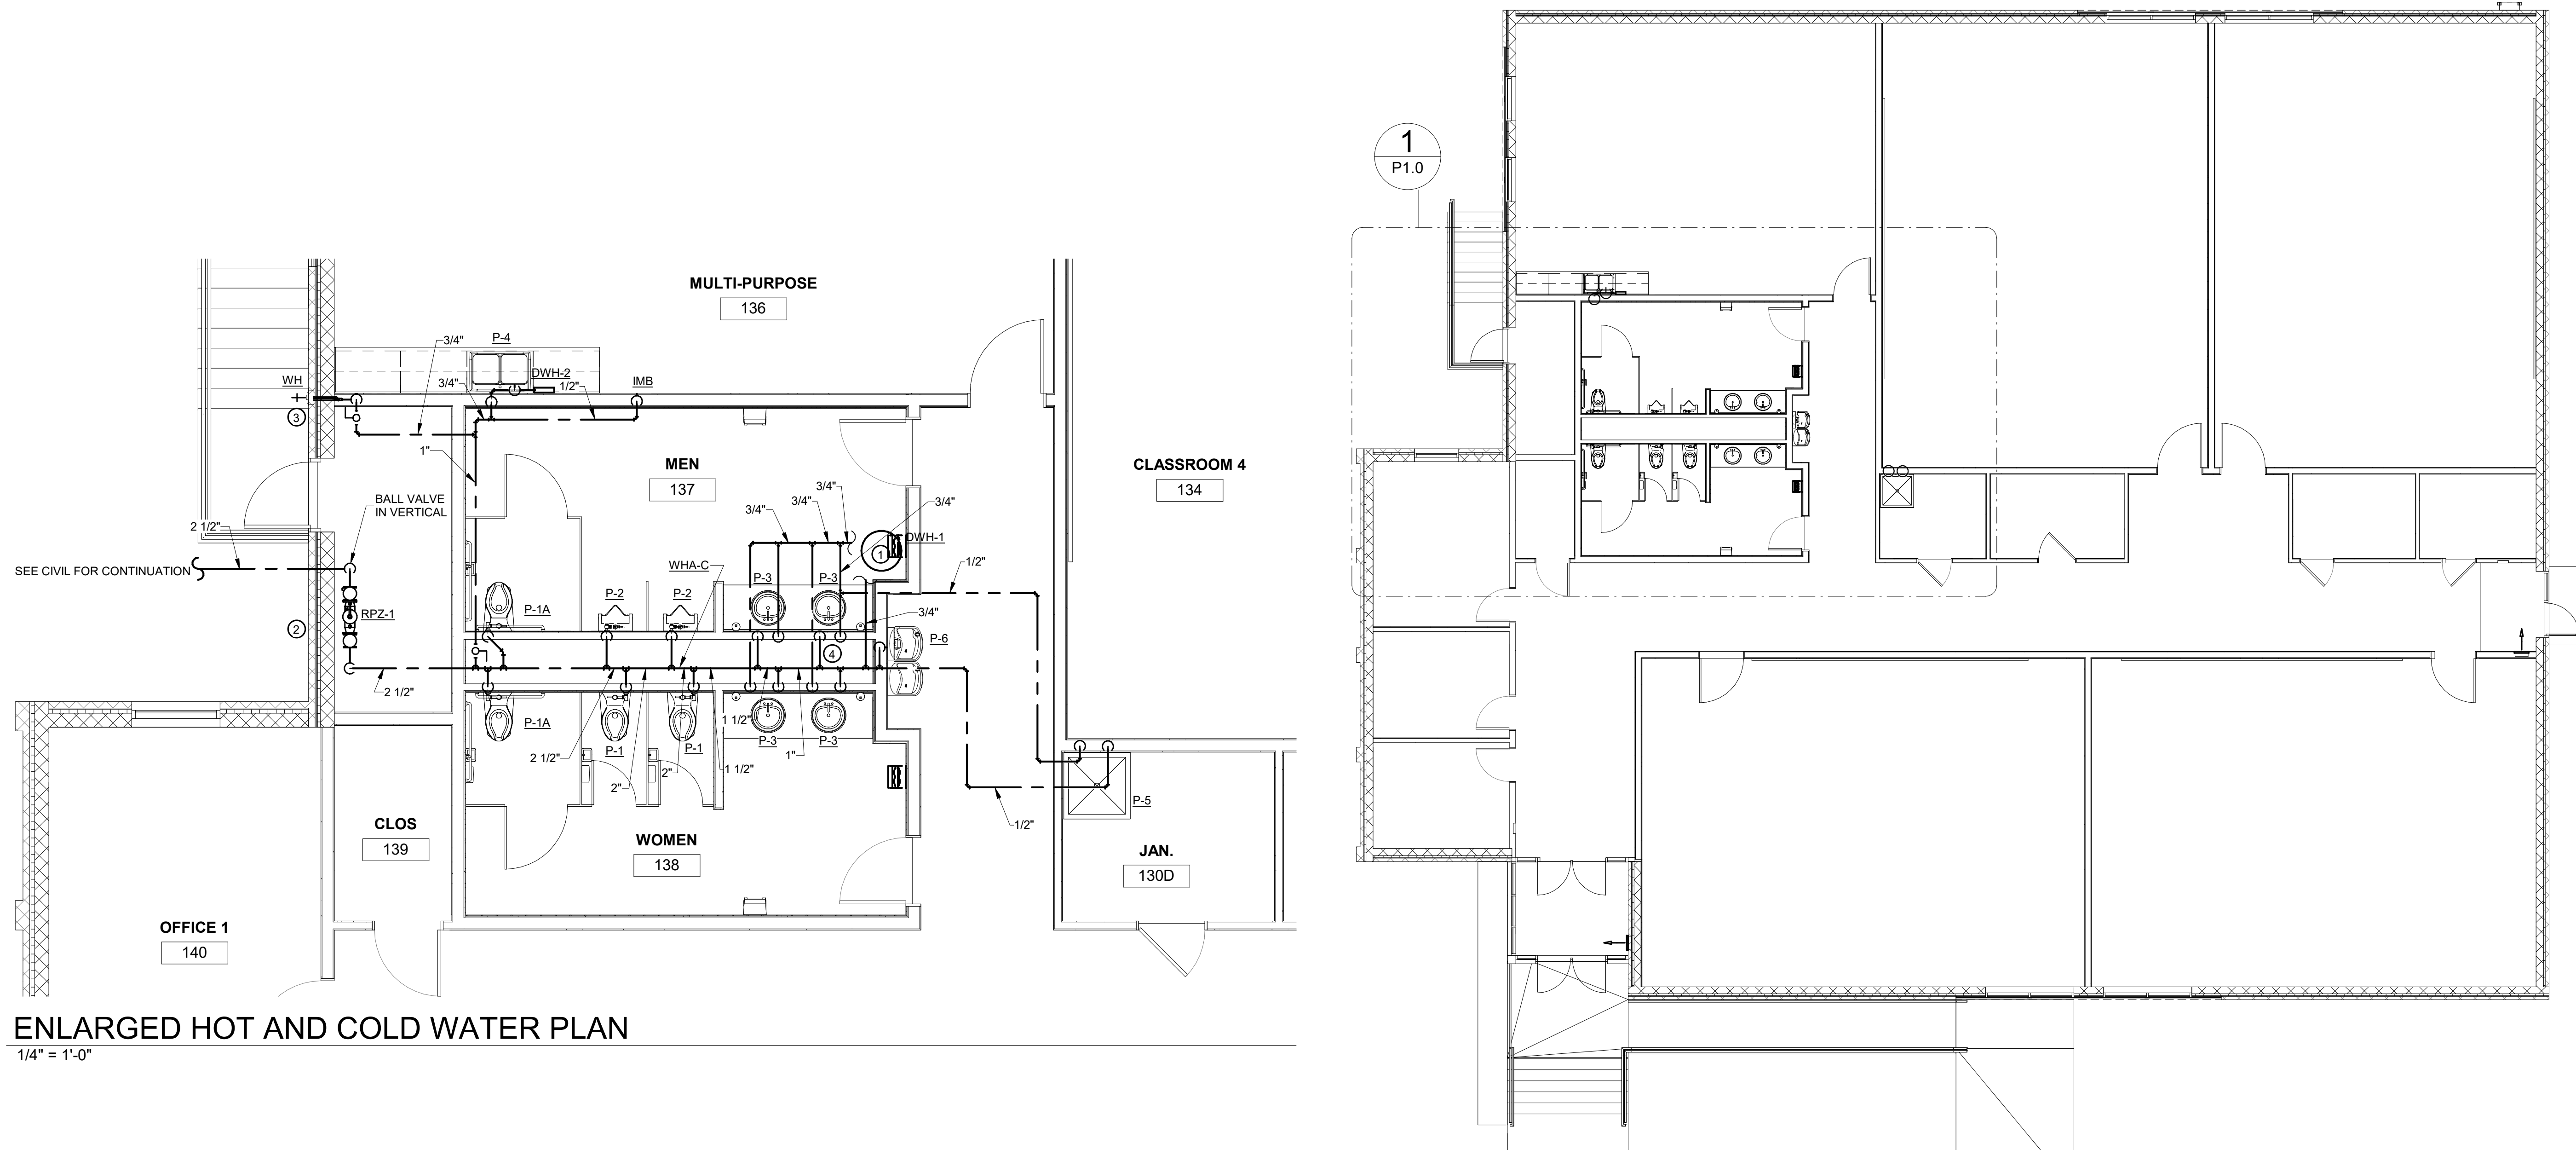 1
P1.0
MULTI-PURPOSE
136
P-4
3/4"
DWH-2
WH
3/4"
1/2"
IMB
3
1"
MEN
137
CLASSROOM 4
134
BALL VALVE
IN VERTICAL
3/4"
3/4"
3/4"
3/4"
2 1/2"
DWH-1
1
SEE CIVIL FOR CONTINUATION
WHA-C
1/2"
P-3
P-3
P-2
P-2
P-1A
3/4"
RPZ-1
2
P-6
4
2 1/2"
P-1A
1 1/2"
P-1
P-1
P-3
P-3
2 1/2"
2"
1 1/2"
1"
2"
P-5
1/2"
CLOS
139
WOMEN
138
JAN.
130D
OFFICE 1
140
ENLARGED HOT AND COLD WATER PLAN
1/4" = 1'-0"